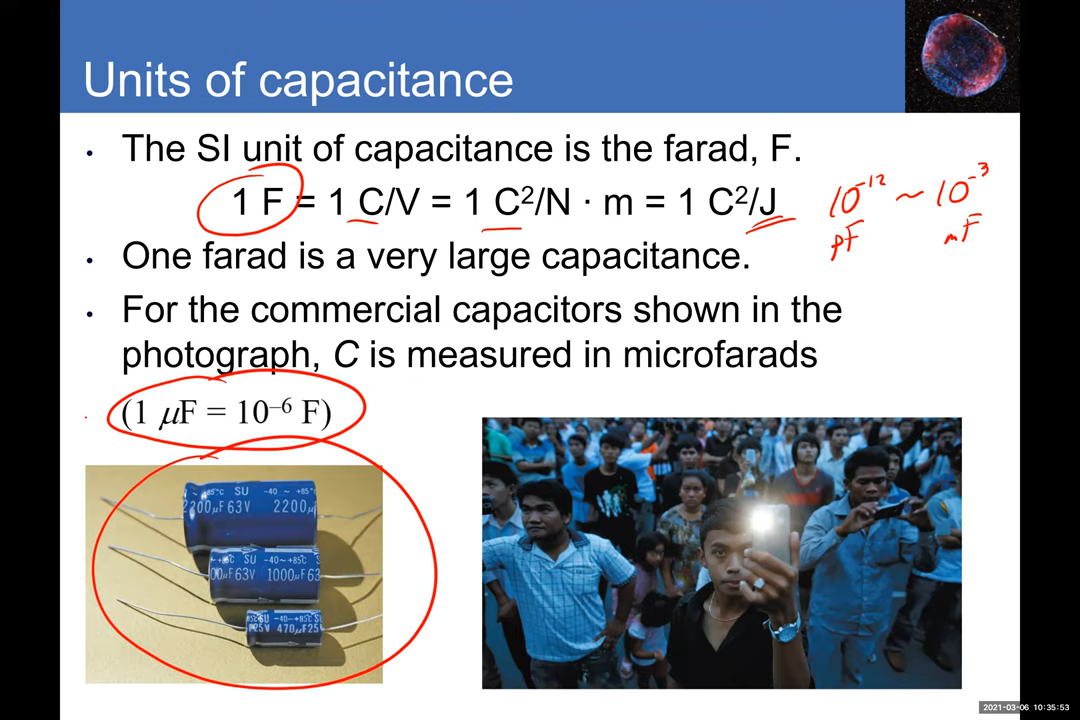 Units of capacitance
• The SI unit of capacitance is the farad, F.
1 F = 1 C/V = 1 C²/N · m = 1 C²/J
10⁻¹² ~ 10⁻³
pF mF
• One farad is a very large capacitance.
• For the commercial capacitors shown in the
photograph, C is measured in microfarads
(1 μF = 10⁻⁶ F)
85°C SU -40 ~ +85°C
2200μF 63V 2200μ
SU -40~+85°C
00μF63V 1000μF63
85°C SU -40~+85°C S
25V 470μF25V
2021-03-06 10:35:53